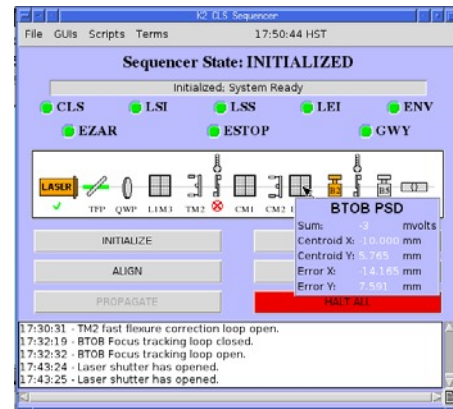 K2 CLS Sequencer
File GUIs Scripts Terms 17:50:44 HST
Sequencer State: INITIALIZED
Initialized: System Ready
CLS LSI LSS LEI ENV
EZAR ESTOP GWY
LASER B2 BS
TFP QWP LIM3 TM2 CM1 CM2
BTOB PSD
Sum: -3 mvolts
Centroid X: -10.000 mm
Centroid Y: 5.765 mm
Error X: -14.165 mm
Error Y: 7.591 mm
INITIALIZE
ALIGN
PROPAGATE HALT ALL
17:30:31 - TM2 fast flexure correction loop open.
17:32:19 - BTOB Focus tracking loop closed.
17:32:32 - BTOB Focus tracking loop open.
17:43:24 - Laser shutter has opened.
17:43:25 - Laser shutter has opened.